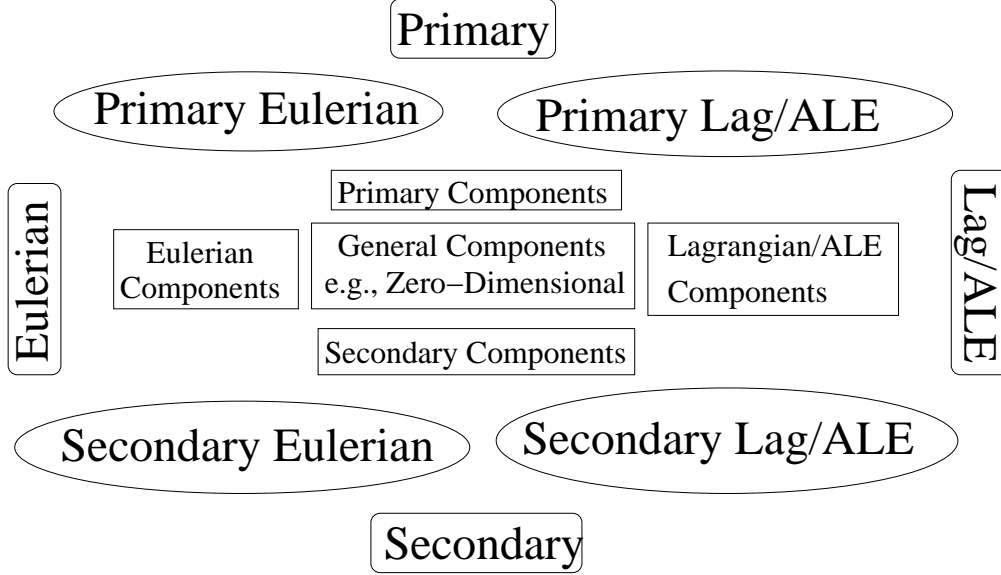 Primary
Primary Eulerian
Primary Lag/ALE
Primary Components
Eulerian
Eulerian
Components
General Components
e.g., Zero−Dimensional
Lagrangian/ALE
Components
Lag/ALE
Secondary Components
Secondary Eulerian
Secondary Lag/ALE
Secondary